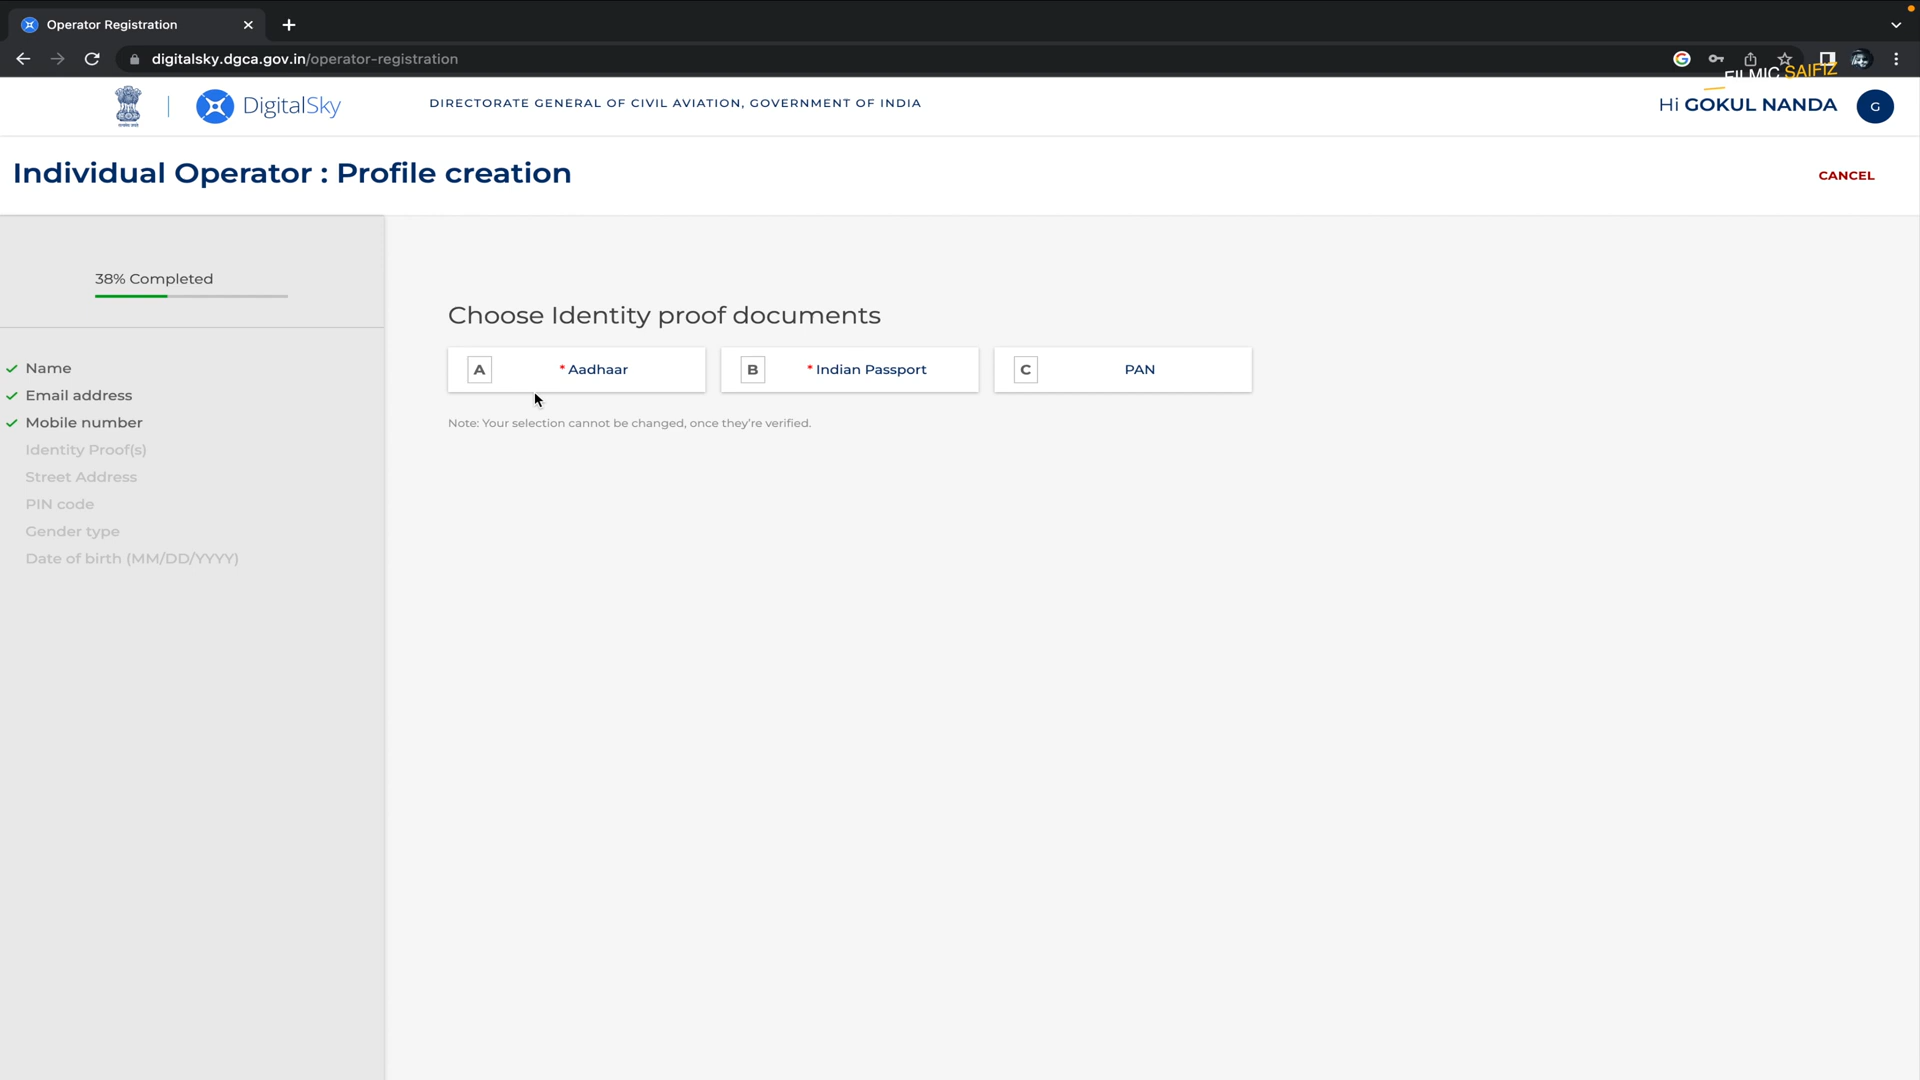 Operator Registration
digitalsky.dgca.gov.in/operator-registration
FILMIC SAIFIZ
DigitalSky
DIRECTORATE GENERAL OF CIVIL AVIATION, GOVERNMENT OF INDIA
Hi GOKUL NANDA
G
Individual Operator : Profile creation
CANCEL
38% Completed
Name
Email address
Mobile number
Identity Proof(s)
Street Address
PIN code
Gender type
Date of birth (MM/DD/YYYY)
Choose Identity proof documents
A * Aadhaar
B * Indian Passport
C PAN
Note: Your selection cannot be changed, once they're verified.